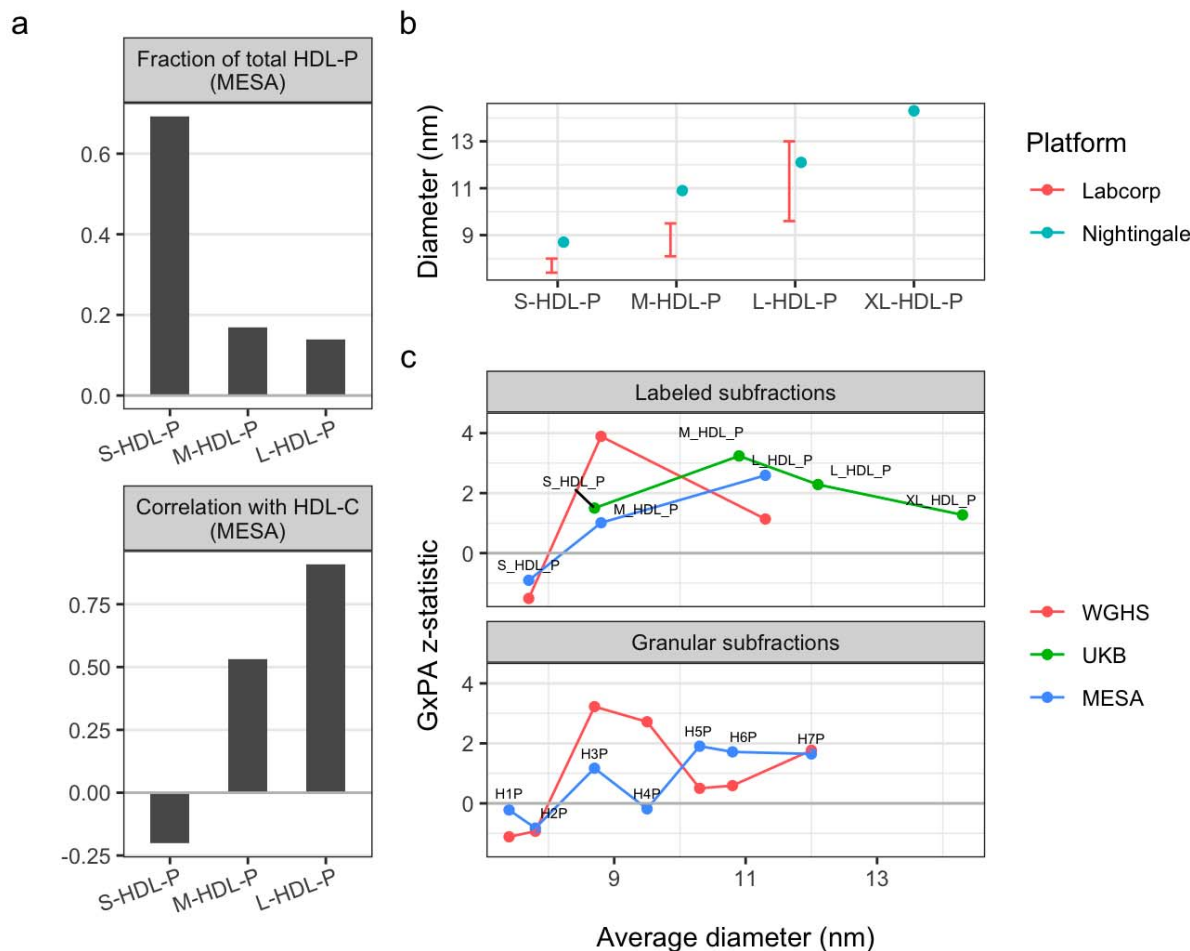 a
Fraction of total HDL-P
(MESA)
0.6
0.4
0.2
0.0
S-HDL-P
M-HDL-P
L-HDL-P
Correlation with HDL-C
(MESA)
0.75
0.50
0.25
0.00
-0.25
S-HDL-P
M-HDL-P
L-HDL-P
b
Diameter (nm)
13
11
9
S-HDL-P
M-HDL-P
L-HDL-P
XL-HDL-P
Platform
Labcorp
Nightingale
c
Labeled subfractions
GxPA z-statistic
4
2
0
M_HDL_P
L_HDL_P
S_HDL_P
L_HDL_P
XL_HDL_P
M_HDL_P
S_HDL_P
Granular subfractions
4
2
0
H1P
H2P
H3P
H4P
H5P
H6P
H7P
9
11
13
Average diameter (nm)
WGHS
UKB
MESA